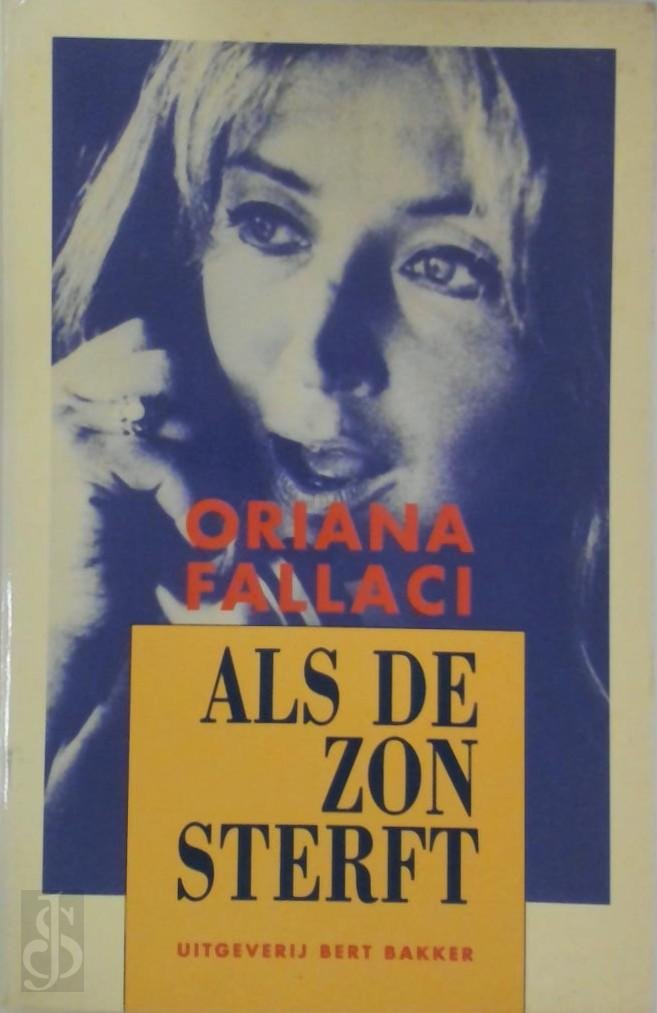 ORIANA
FALLACI
ALS DE
ZON
STERFT
UITGEVERIJ BERT BAKKER